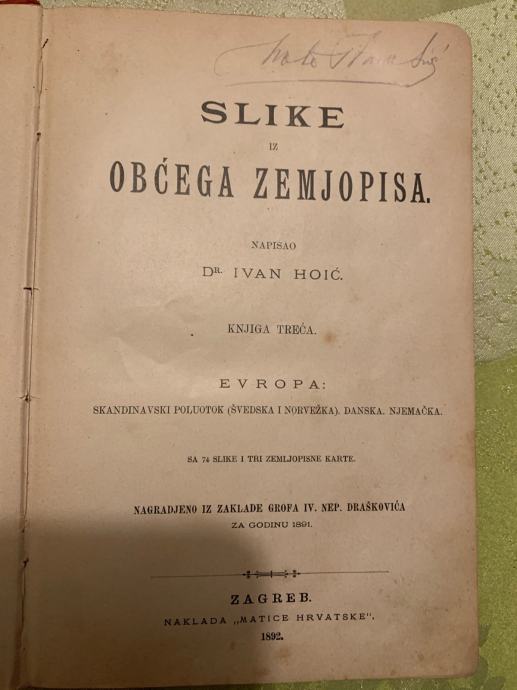 SLIKE
IZ
OBĆEGA ZEMJOPISA.
NAPISAO
DR. IVAN HOIĆ.
KNJIGA TREĆA.
EVROPA:
SKANDINAVSKI POLUOTOK (ŠVEDSKA I NORVEŽKA). DANSKA. NJEMAČKA.
SA 74 SLIKE I TRI ZEMLJOPISNE KARTE.
NAGRADJENO IZ ZAKLADE GROFA IV. NEP. DRAŠKOVIĆA
ZA GODINU 1891.
ZAGREB.
NAKLADA „MATICE HRVATSKE",
1892.